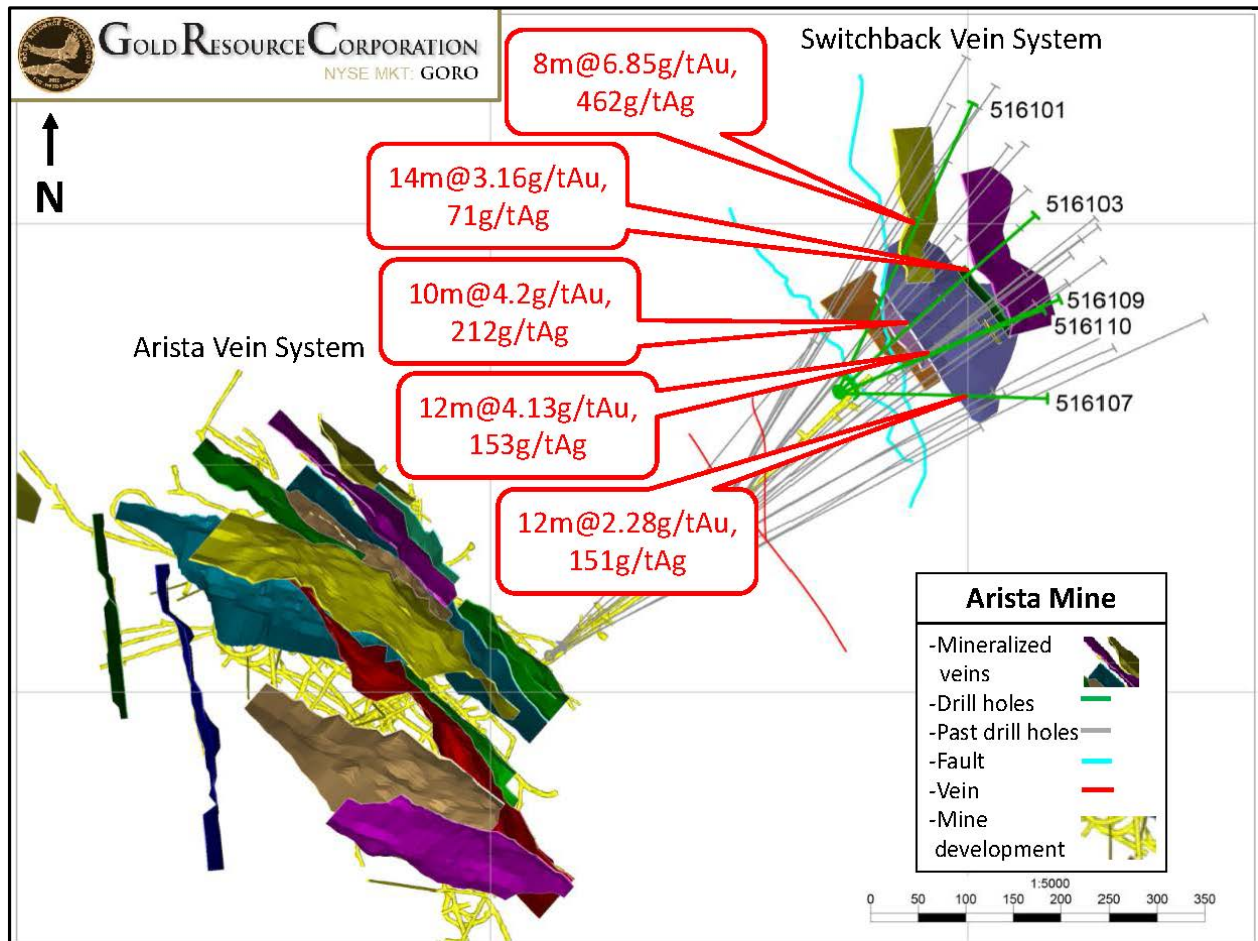 GOLD RESOURCE CORPORATION
NYSE MKT: GORO
N
Switchback Vein System
8m@6.85g/tAu,
462g/tAg
14m@3.16g/tAu,
71g/tAg
10m@4.2g/tAu,
212g/tAg
12m@4.13g/tAu,
153g/tAg
12m@2.28g/tAu,
151g/tAg
516101
516103
516109
516110
516107
Arista Vein System
Arista Mine
-Mineralized
veins
-Drill holes
-Past drill holes
-Fault
-Vein
-Mine
development
1:5000
0 50 100 150 200 250 300 350